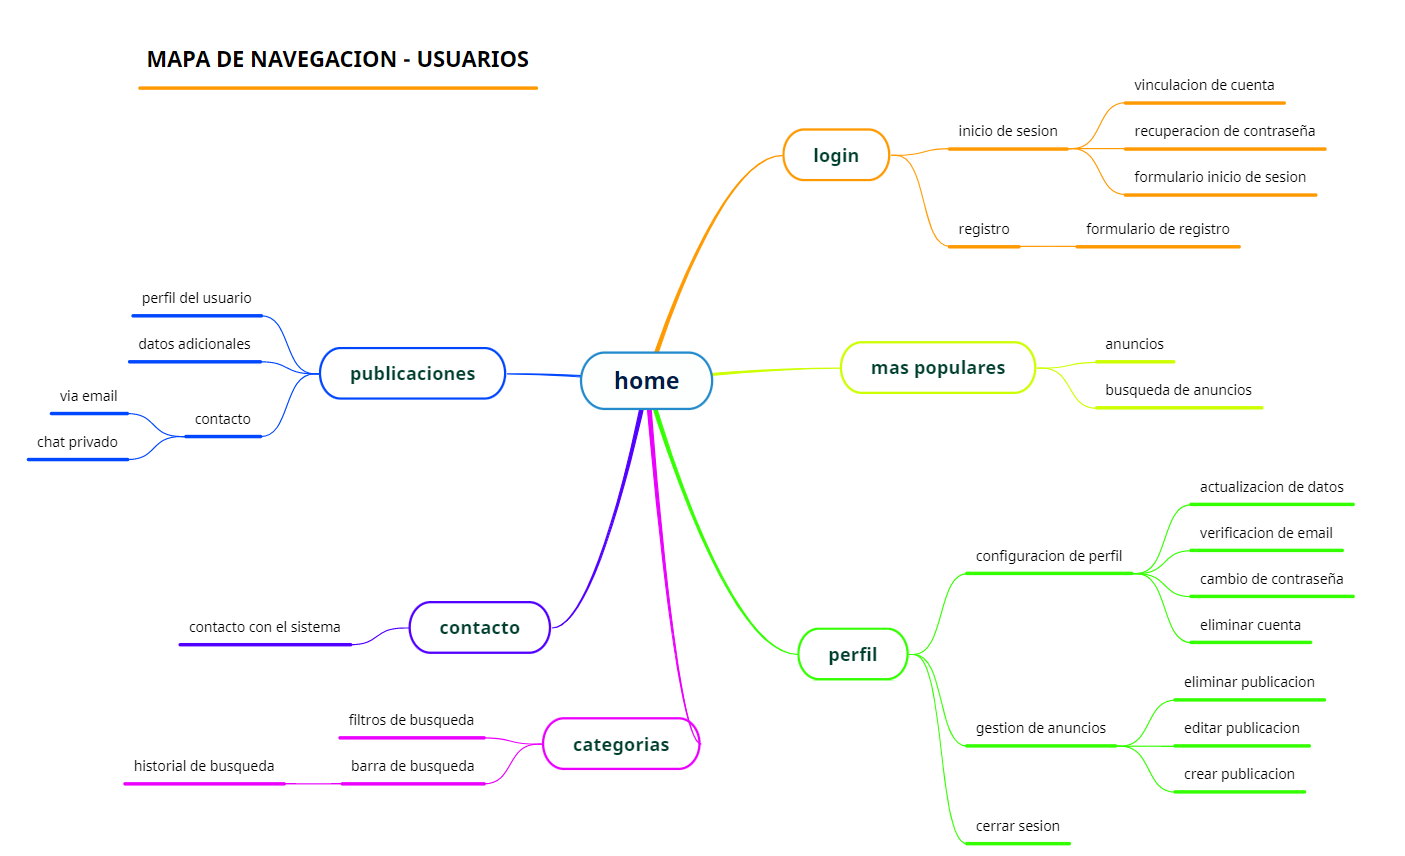 MAPA DE NAVEGACION - USUARIOS
home
login
inicio de sesion
vinculacion de cuenta
recuperacion de contraseña
formulario inicio de sesion
registro
formulario de registro
mas populares
anuncios
busqueda de anuncios
perfil
configuracion de perfil
actualizacion de datos
verificacion de email
cambio de contraseña
eliminar cuenta
gestion de anuncios
eliminar publicacion
editar publicacion
crear publicacion
cerrar sesion
publicaciones
perfil del usuario
datos adicionales
contacto
via email
chat privado
contacto
contacto con el sistema
categorias
filtros de busqueda
barra de busqueda
historial de busqueda